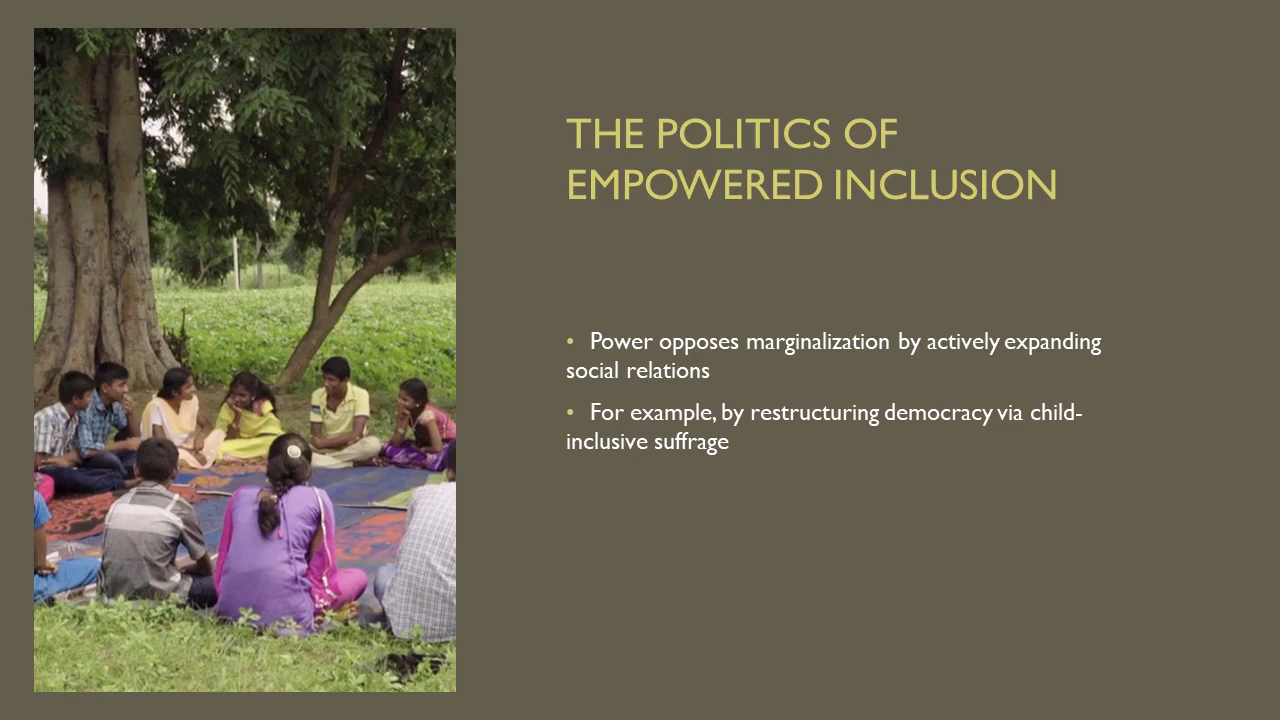 THE POLITICS OF
EMPOWERED INCLUSION
• Power opposes marginalization by actively expanding
social relations
• For example, by restructuring democracy via child-
inclusive suffrage